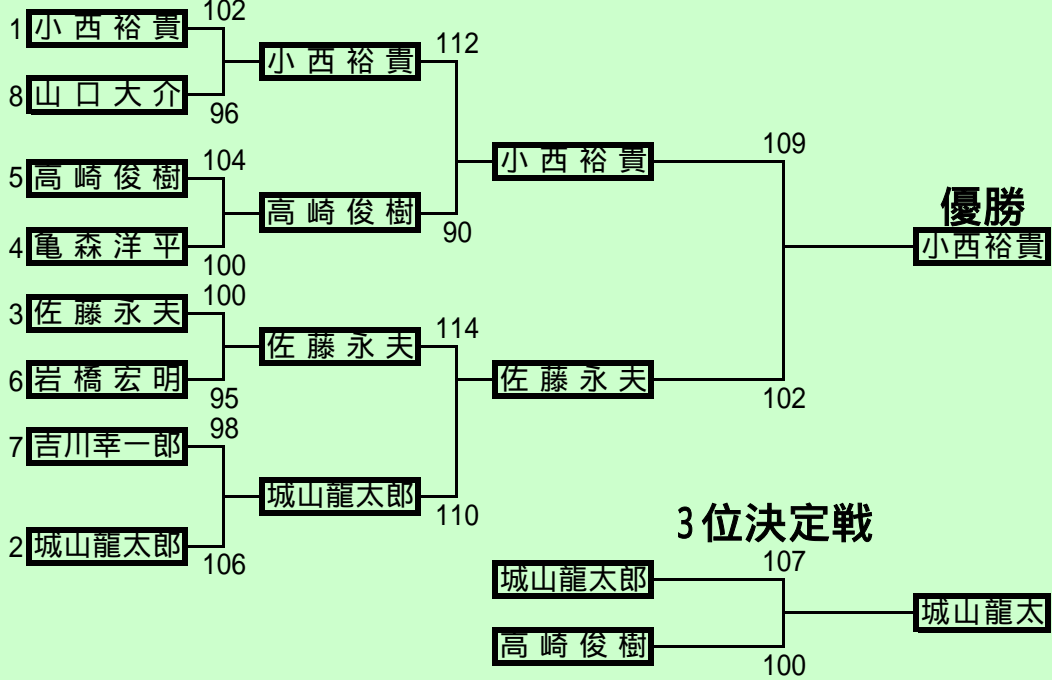 102
1 小西裕貴
小西裕貴
112
8 山口大介
96
小西裕貴
109
5 高崎俊樹
104
高崎俊樹
90
4 亀森洋平
100
優勝
小西裕貴
3 佐藤永夫
100
佐藤永夫
114
6 岩橋宏明
95
佐藤永夫
102
7 吉川幸一郎
98
城山龍太郎
110
2 城山龍太郎
106
3位決定戦
城山龍太郎
107
城山龍太
高崎俊樹
100